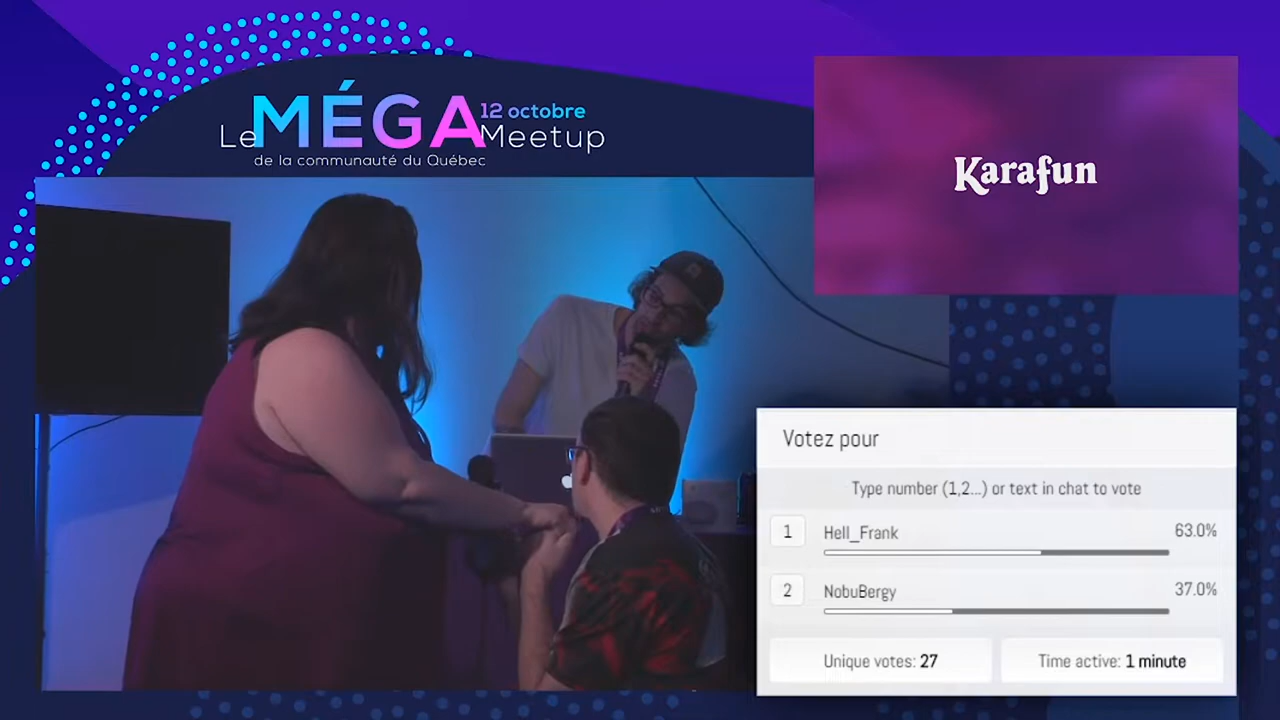 Le MÉGA 12 octobre
Meetup
de la communauté du Québec
Karafun
Votez pour
Type number (1,2...) or text in chat to vote
1 Hell_Frank 63.0%
2 NobuBergy 37.0%
Unique votes: 27 Time active: 1 minute